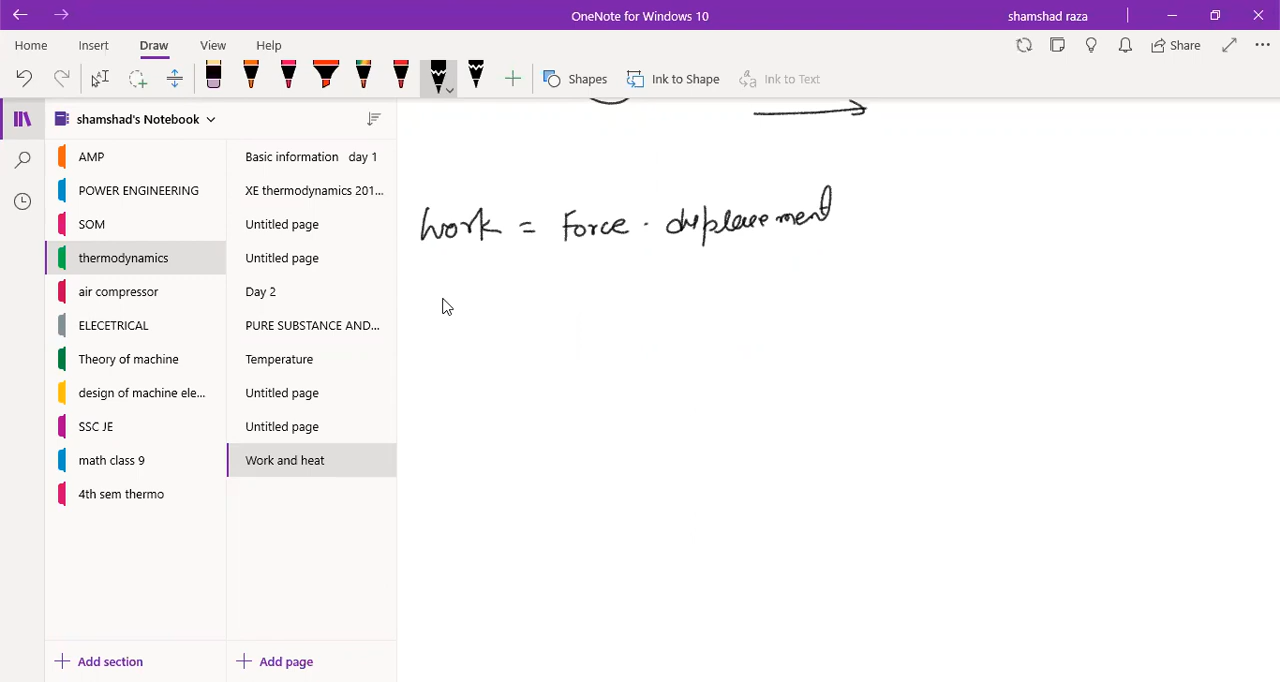 OneNote for Windows 10
shamshad raza
Home Insert Draw View Help
Share
Shapes
Ink to Shape
Ink to Text
shamshad's Notebook
AMP
POWER ENGINEERING
SOM
thermodynamics
air compressor
ELECETRICAL
Theory of machine
design of machine ele...
SSC JE
math class 9
4th sem thermo
Add section
Basic information day 1
XE thermodynamics 201...
Untitled page
Untitled page
Day 2
PURE SUBSTANCE AND...
Temperature
Untitled page
Untitled page
Work and heat
Add page
Work = Force . displacement